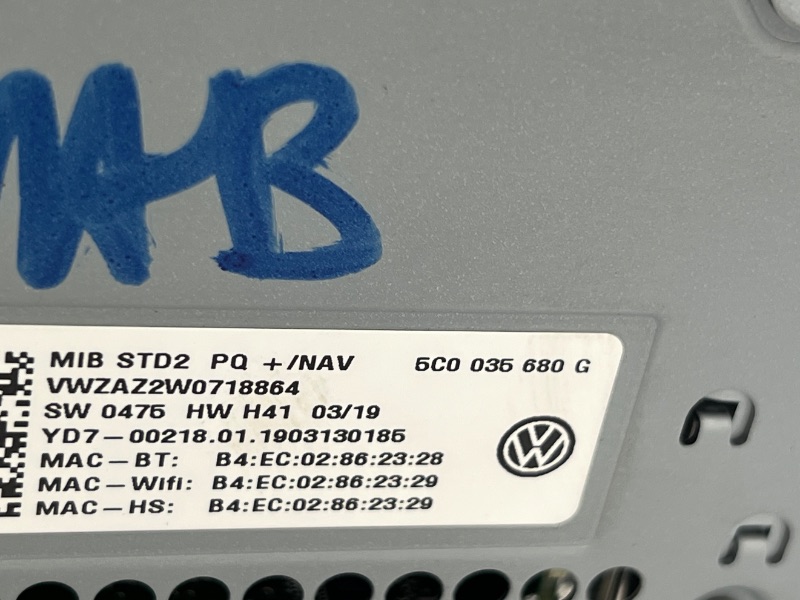 MIB STD2 PQ +/NAV 5C0 035 680 G
VWZAZ2W0718864
SW 0475 HW H41 03/19
YD7-00218.01.1903130185
MAC-BT: B4:EC:02:86:23:28
MAC-Wifi: B4:EC:02:86:23:29
MAC-HS: B4:EC:02:86:23:29